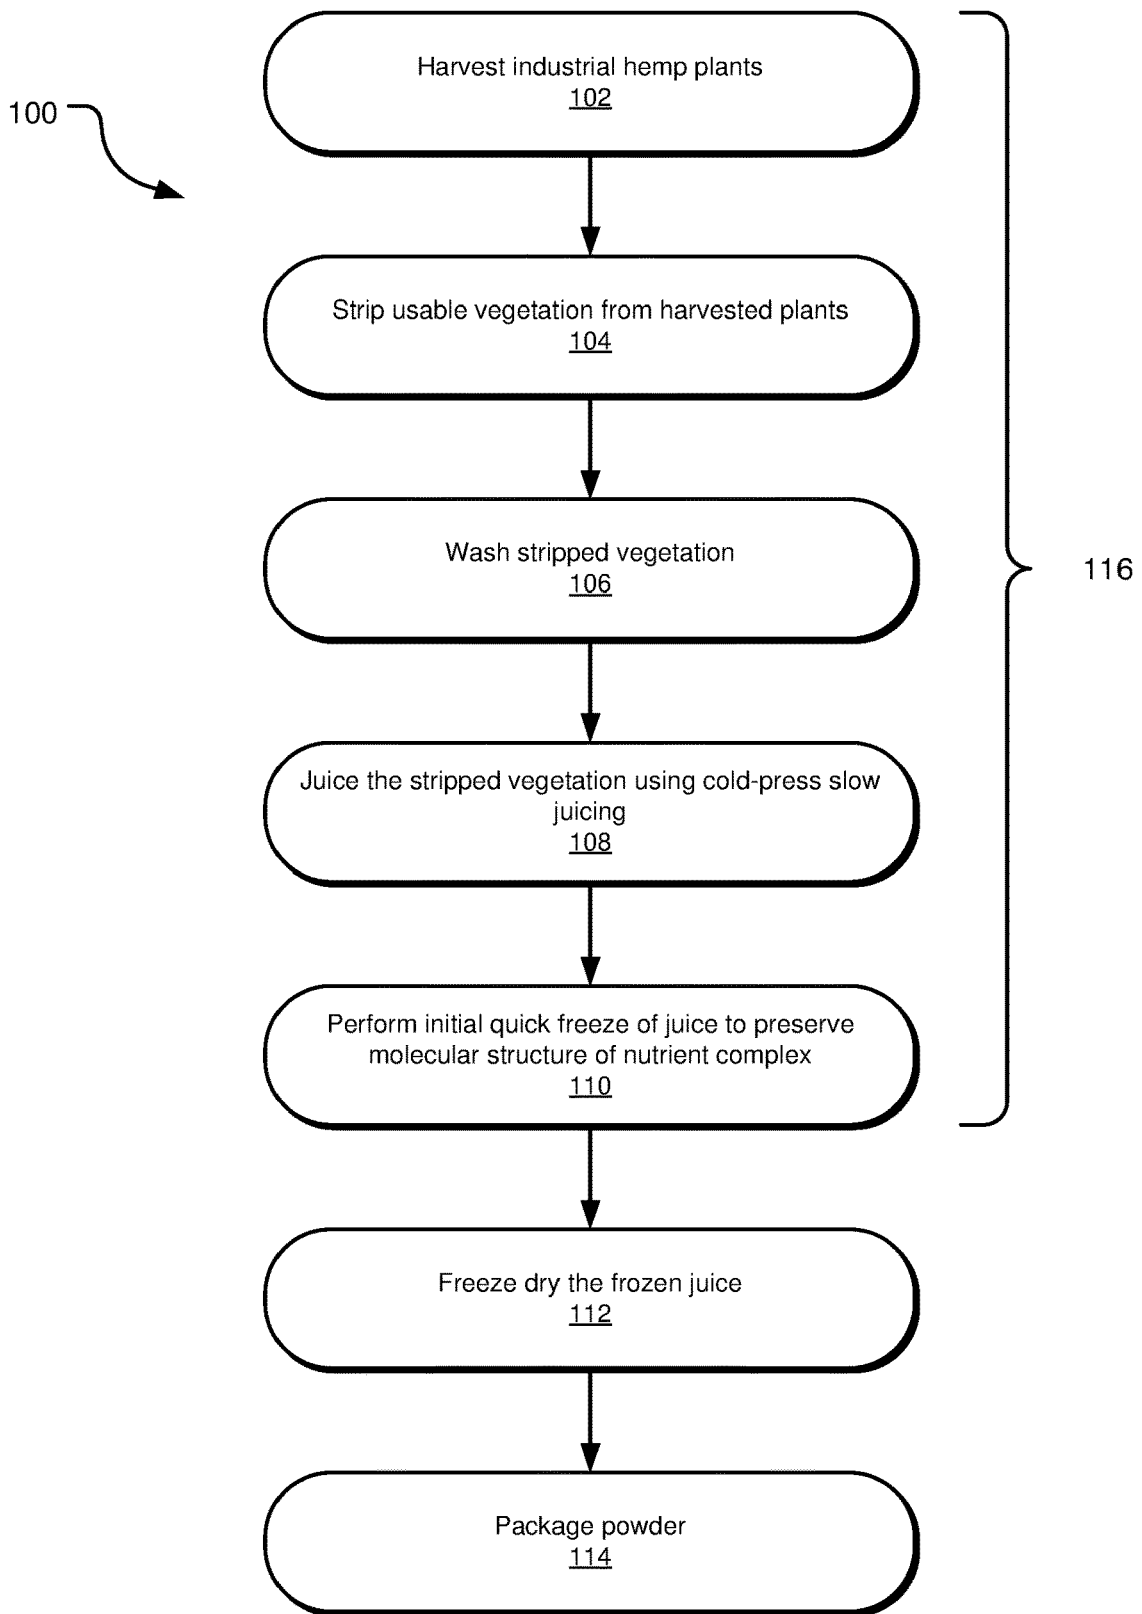 Harvest industrial hemp plants
102
100
Strip usable vegetation from harvested plants
104
Wash stripped vegetation
106
116
Juice the stripped vegetation using cold-press slow
juicing
108
Perform initial quick freeze of juice to preserve
molecular structure of nutrient complex
110
Freeze dry the frozen juice
112
Package powder
114